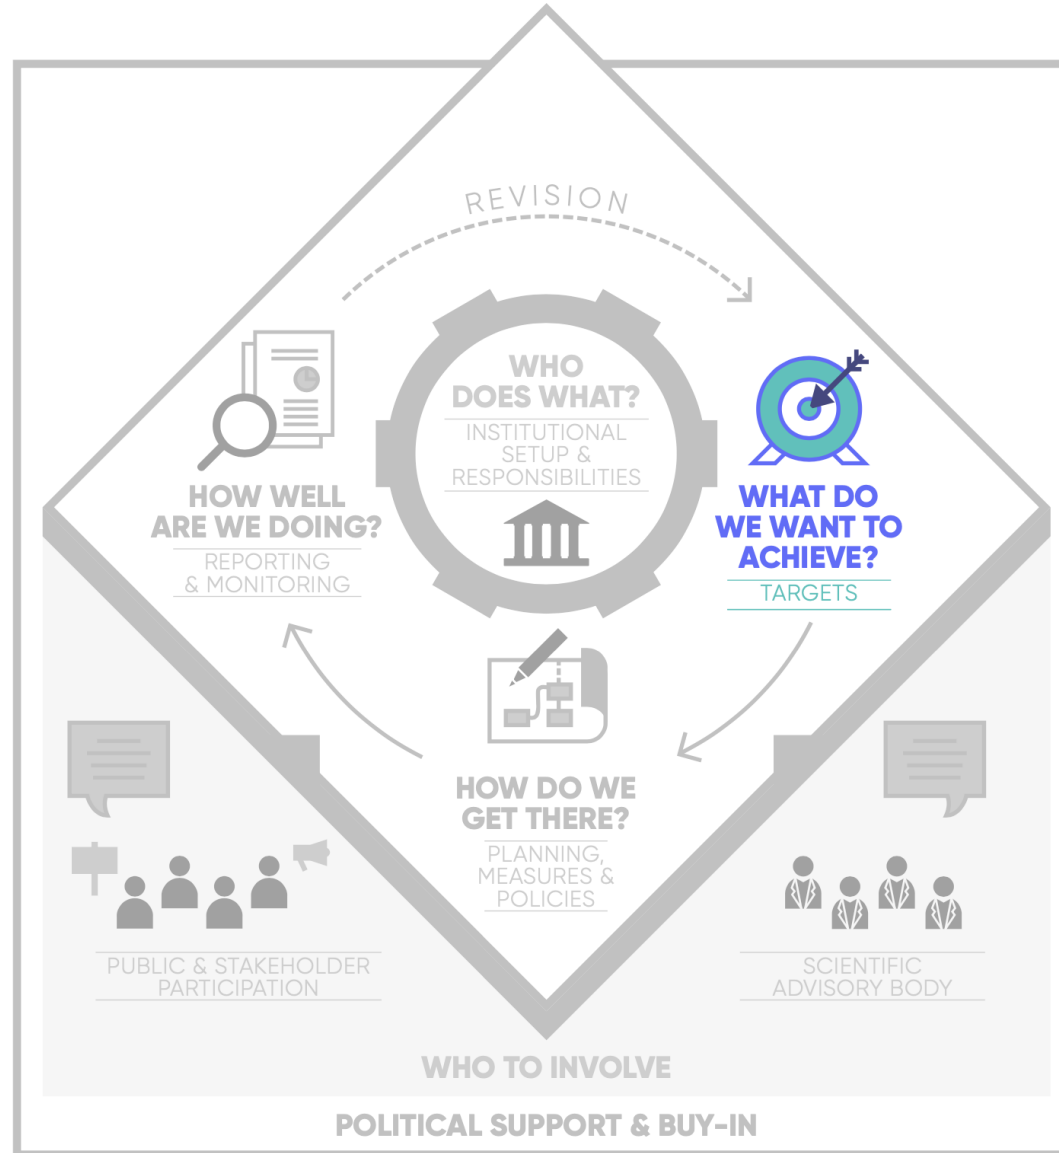 REVISION
WHO
DOES WHAT?
INSTITUTIONAL
SETUP &
RESPONSIBILITIES
HOW WELL
ARE WE DOING?
REPORTING
& MONITORING
WHAT DO
WE WANT TO
ACHIEVE?
TARGETS
HOW DO WE
GET THERE?
PLANNING,
MEASURES &
POLICIES
PUBLIC & STAKEHOLDER
PARTICIPATION
SCIENTIFIC
ADVISORY BODY
WHO TO INVOLVE
POLITICAL SUPPORT & BUY-IN